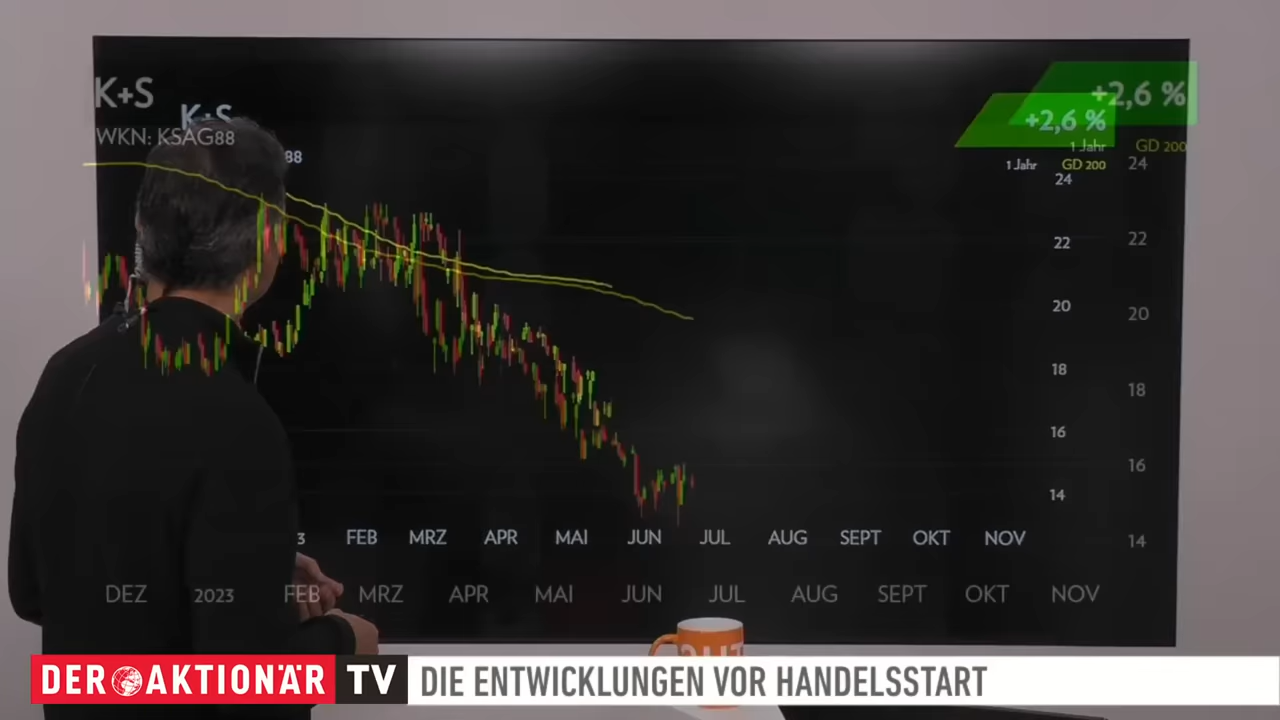 K+S
+2,6 %
K+S
+2,6 %
WKN: KSAG88
88
1 Jahr GD 200
1 Jahr GD 200
24
24
22
22
20
20
18
18
16
16
14
14
3 FEB MRZ APR MAI JUN JUL AUG SEPT OKT NOV
DEZ 2023 FEB MRZ APR MAI JUN JUL AUG SEPT OKT NOV
DER AKTIONÄR TV DIE ENTWICKLUNGEN VOR HANDELSSTART